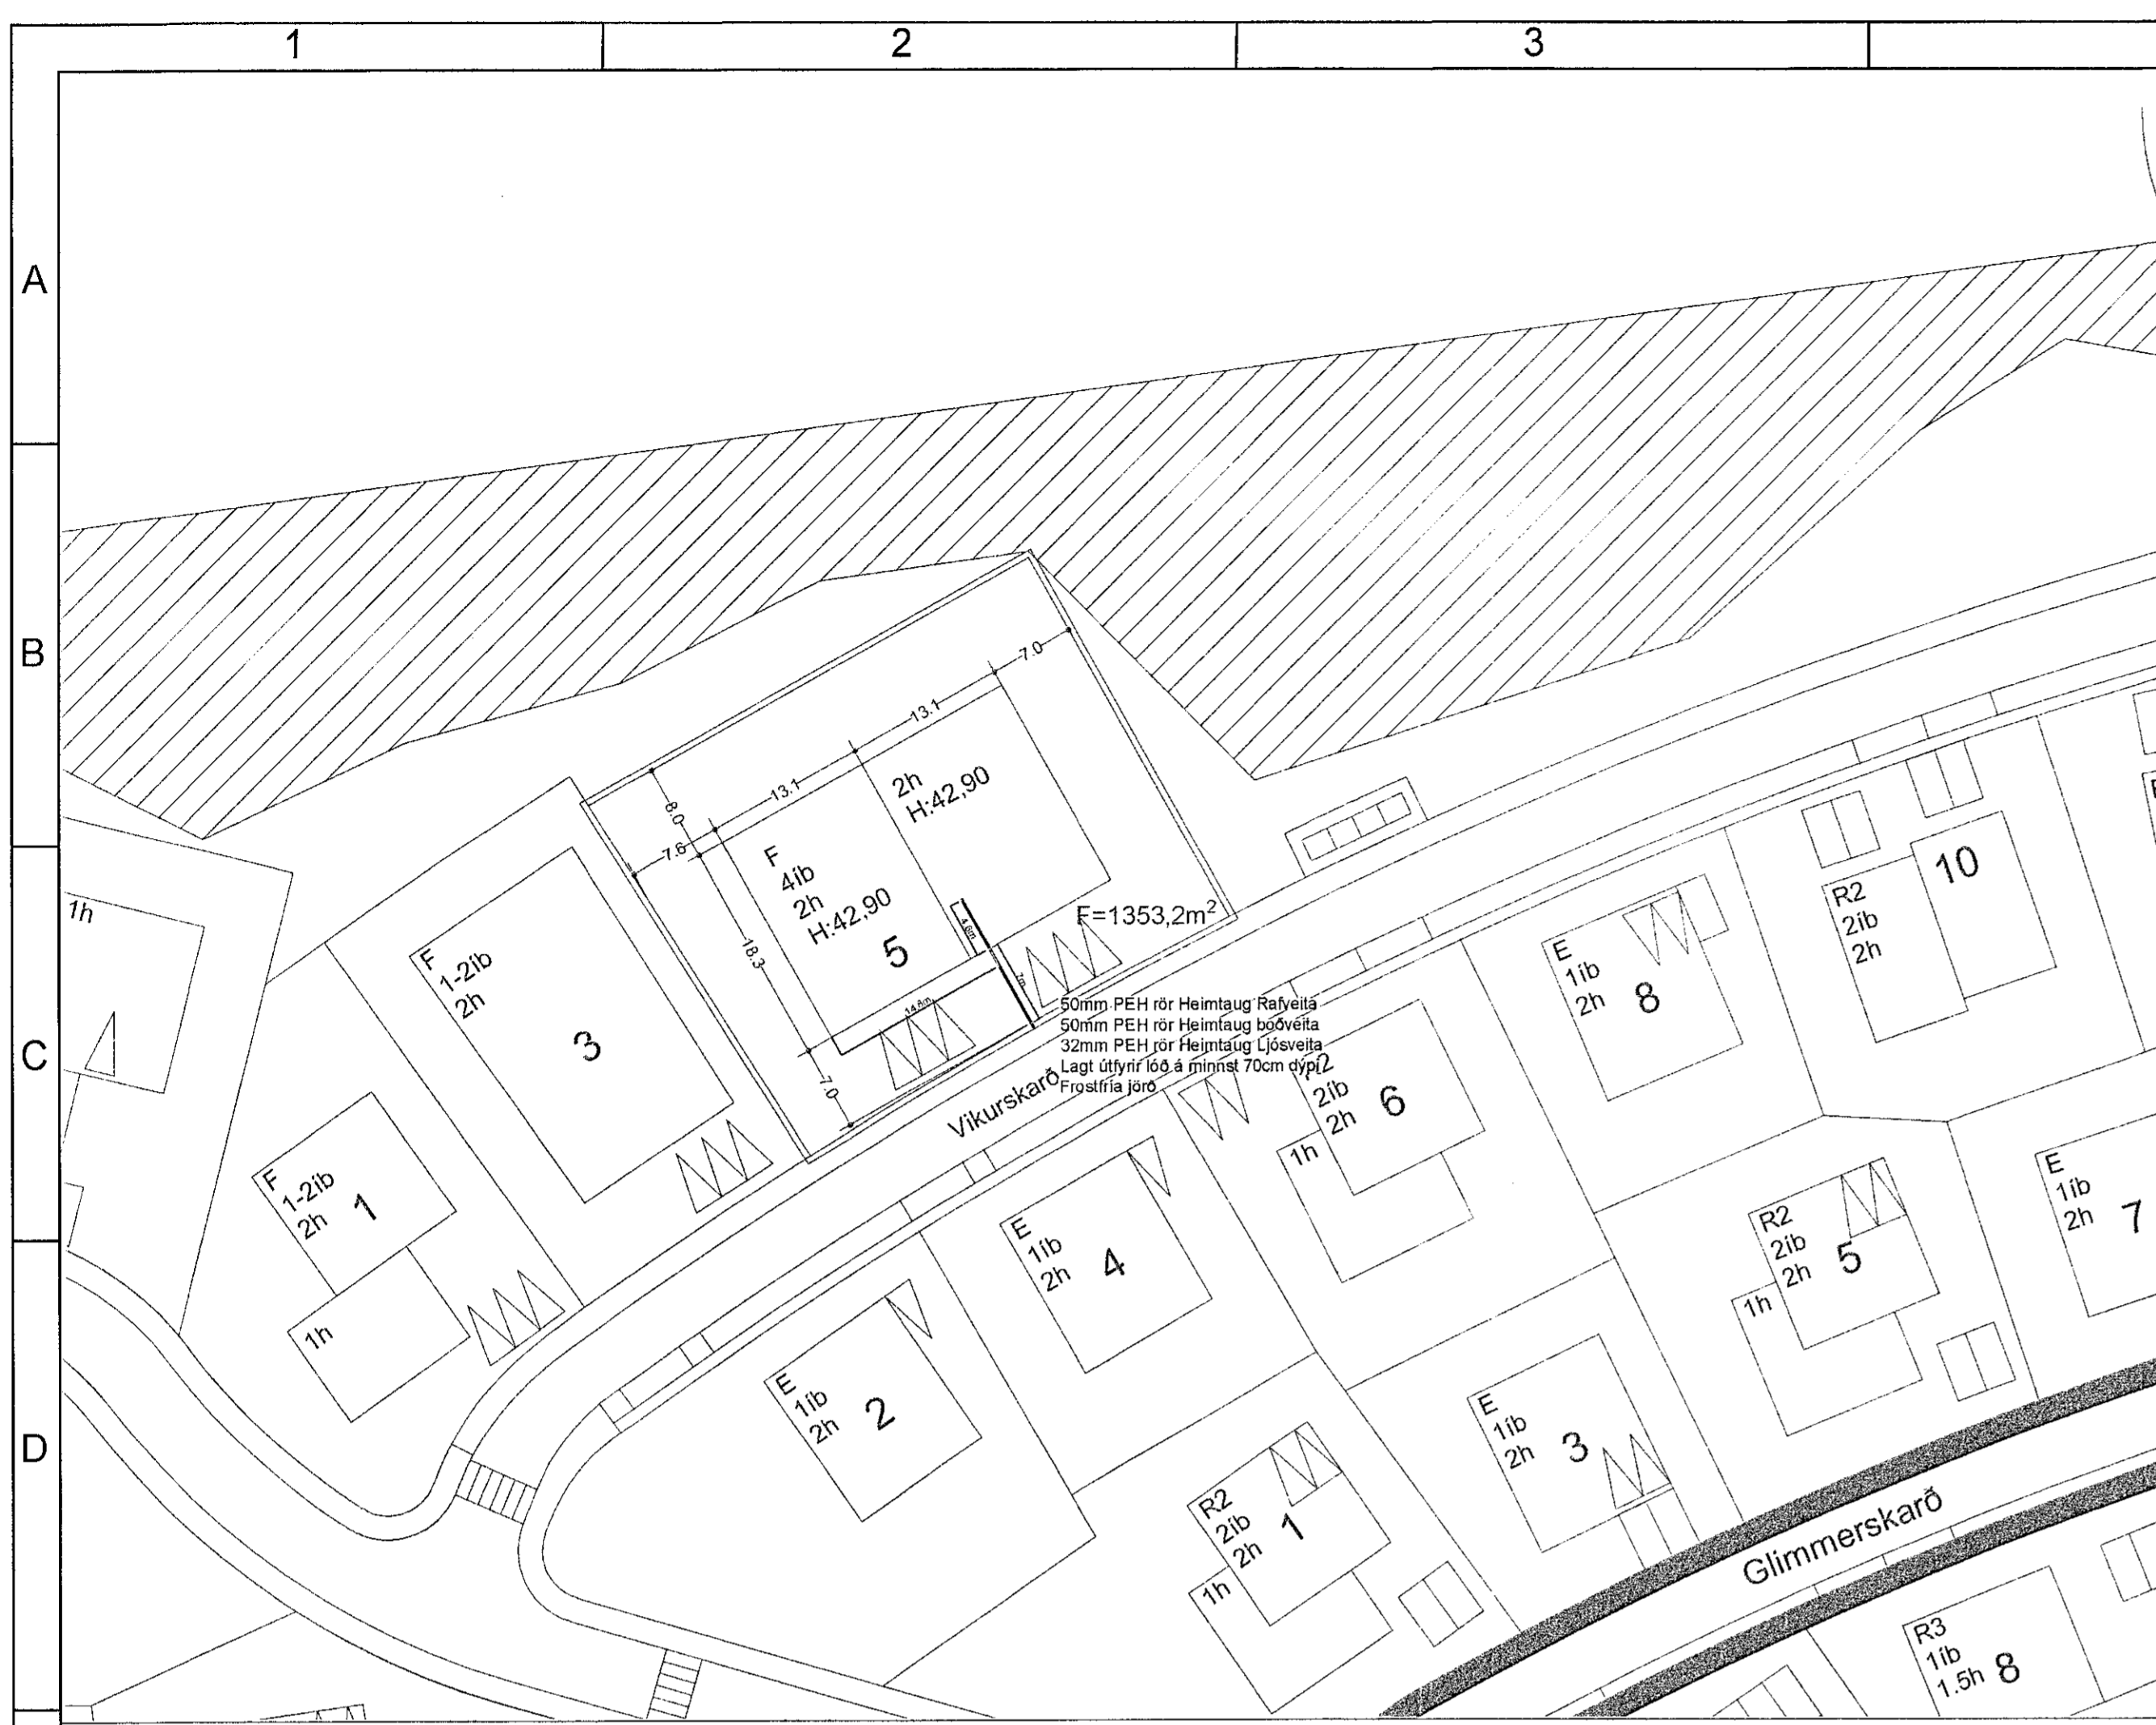 1
2
3
A
B
C
D
7.0
13.1
13.1
8.0
7.6
18.3
7.0
2h
H:42,90
F
4íb
2h
H:42,90
5
4.8m
7m
14.8m
F=1353,2m²
50mm PEH rör Heimtaug Rafveita
50mm PEH rör Heimtaug boðveita
32mm PEH rör Heimtaug Ljósveita
Lagt útfyrir lóð á minnst 70cm dýpi
Frostfría jörð
Vikurskarð
1h
F
1-2íb
2h
3
F
1-2íb
2h
1
1h
E
1íb
2h
2
E
1íb
2h
4
2íb
2h
6
1h
E
1íb
2h
8
R2
2íb
2h
10
R2
2íb
2h
1
1h
E
1íb
2h
3
R2
2íb
2h
5
1h
E
1íb
2h
7
Glimmerskarð
R3
1íb
1.5h
8